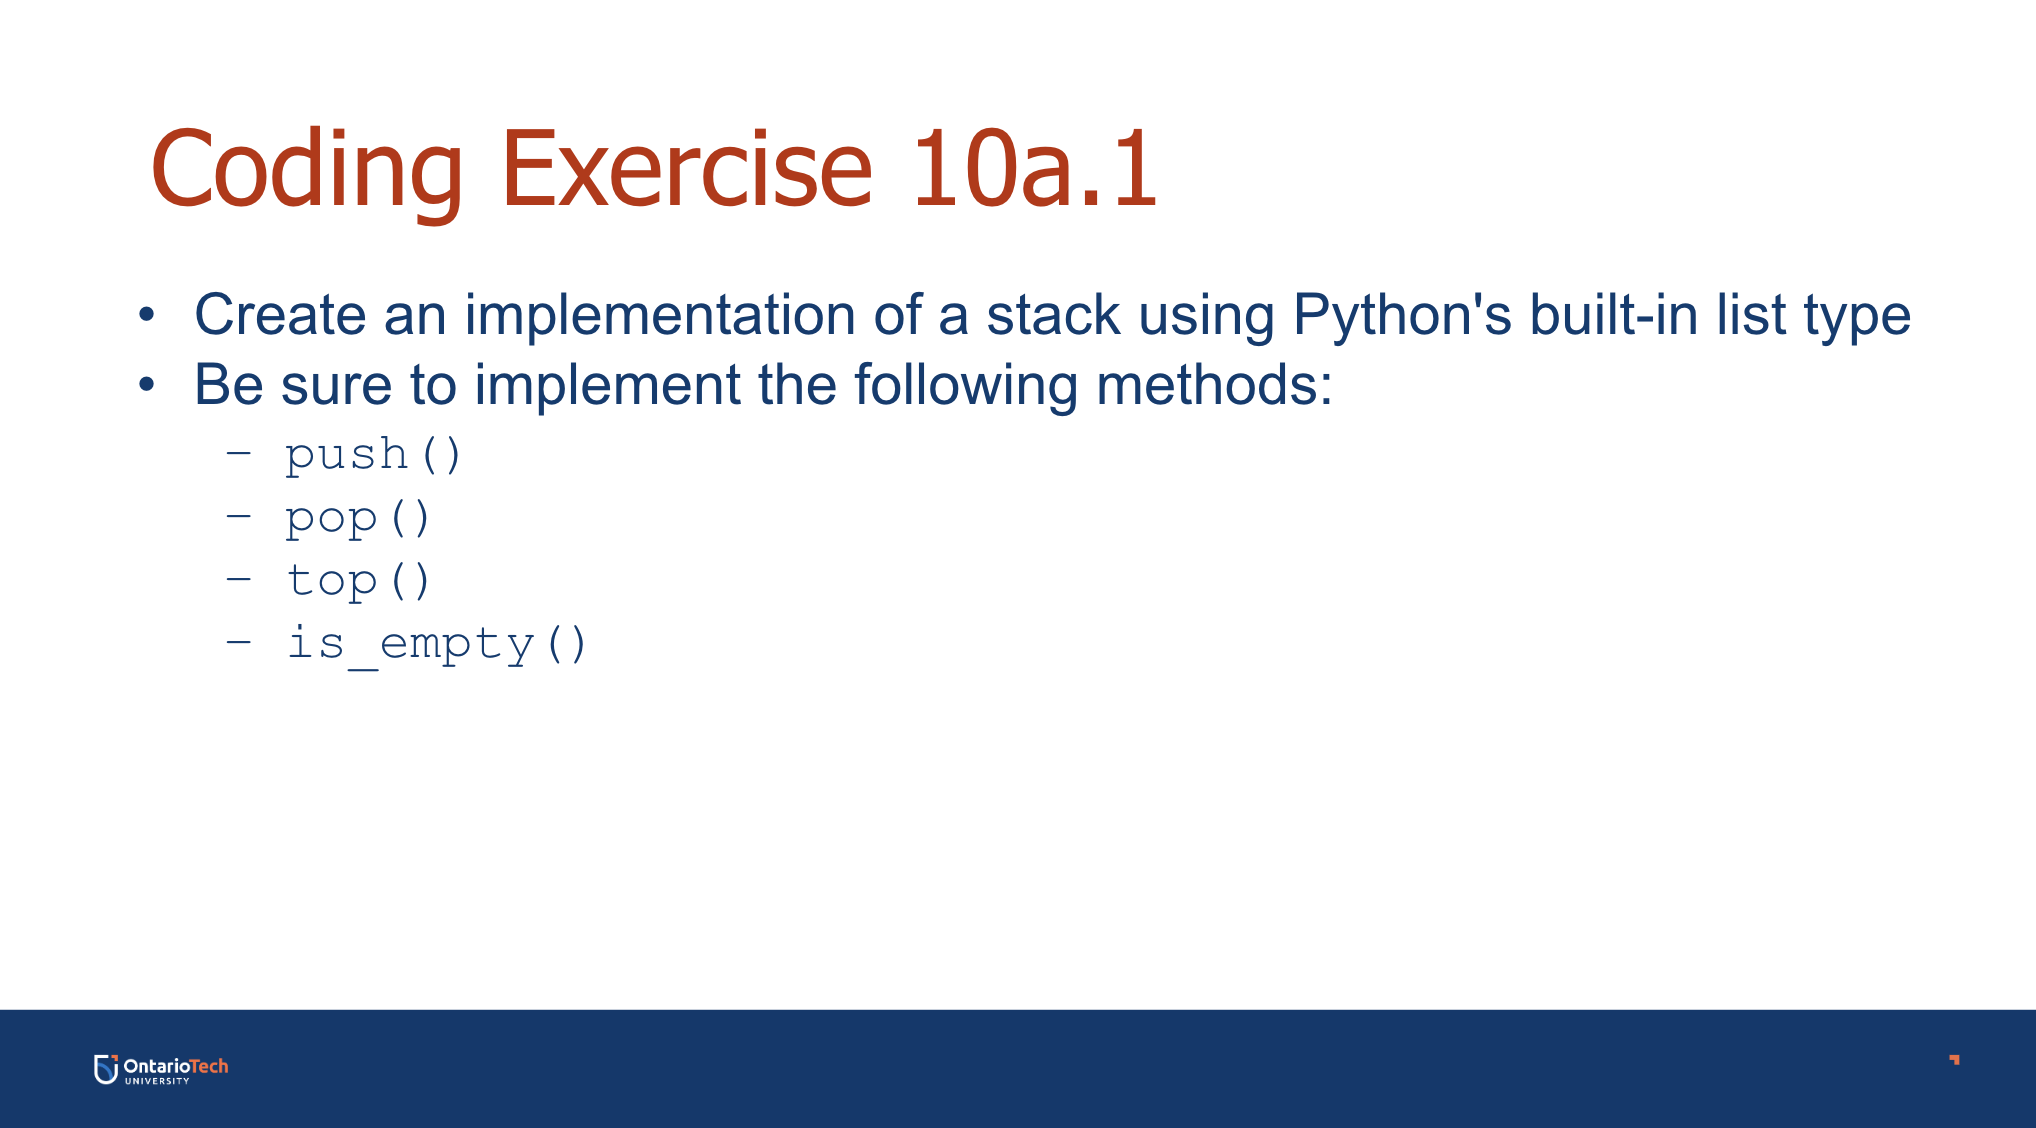 Coding Exercise 10a.1
• Create an implementation of a stack using Python's built-in list type
• Be sure to implement the following methods:
– push()
– pop()
– top()
– is_empty()
OntarioTech
UNIVERSITY